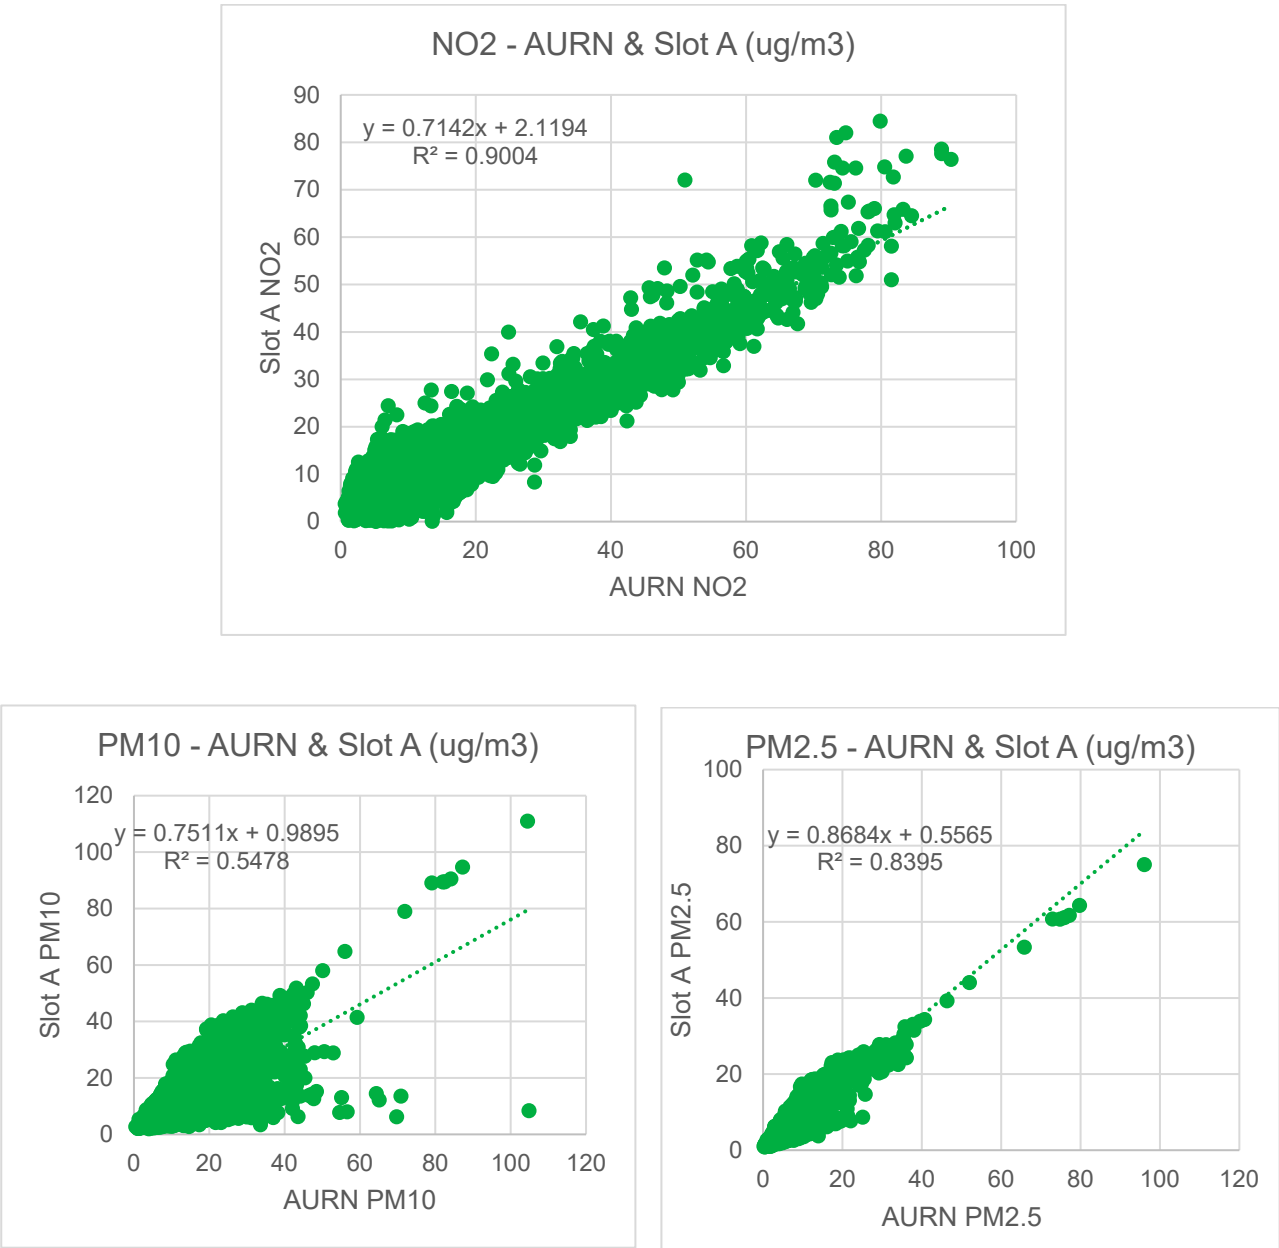 NO2 - AURN & Slot A (ug/m3)
90
80
70
60
50
40
30
20
10
0
y = 0.7142x + 2.1194
R² = 0.9004
Slot A NO2
0 20 40 60 80 100
AURN NO2
PM10 - AURN & Slot A (ug/m3)
120
100
80
60
40
20
0
y = 0.7511x + 0.9895
R² = 0.5478
Slot A PM10
0 20 40 60 80 100 120
AURN PM10
PM2.5 - AURN & Slot A (ug/m3)
100
80
60
40
20
0
y = 0.8684x + 0.5565
R² = 0.8395
Slot A PM2.5
0 20 40 60 80 100 120
AURN PM2.5